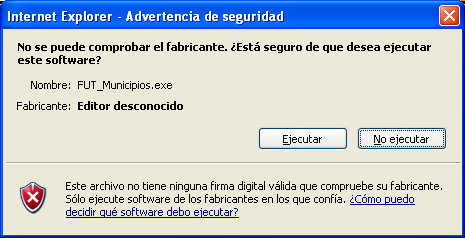 Internet Explorer - Advertencia de seguridad
No se puede comprobar el fabricante. ¿Está seguro de que desea ejecutar
este software?
Nombre: FUT_Municipios.exe
Fabricante: Editor desconocido
Ejecutar No ejecutar
Este archivo no tiene ninguna firma digital válida que compruebe su fabricante.
Sólo ejecute software de los fabricantes en los que confía. ¿Cómo puedo
decidir qué software debo ejecutar?